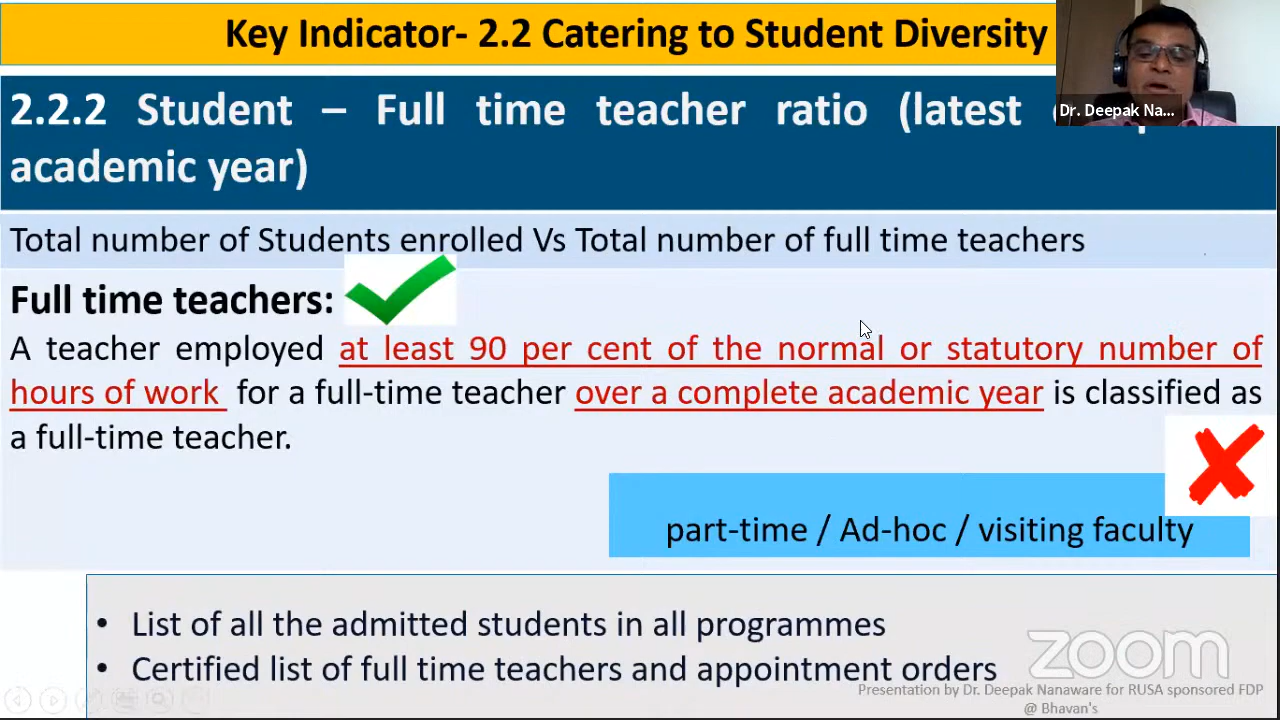 Key Indicator- 2.2 Catering to Student Diversity
Dr. Deepak Na...
2.2.2 Student – Full time teacher ratio (latest
academic year)
Total number of Students enrolled Vs Total number of full time teachers
Full time teachers:
A teacher employed at least 90 per cent of the normal or statutory number of
hours of work for a full-time teacher over a complete academic year is classified as
a full-time teacher.
part-time / Ad-hoc / visiting faculty
• List of all the admitted students in all programmes
• Certified list of full time teachers and appointment orders
zoom
Presentation by Dr. Deepak Nanaware for RUSA sponsored FDP
@ Bhavan's